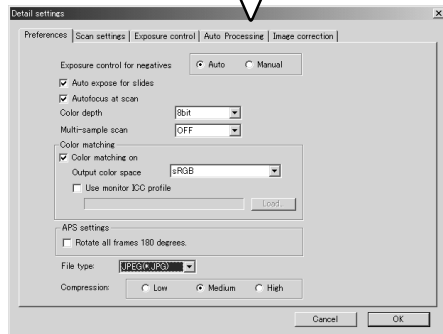 Detail settings
Preferences Scan settings Exposure control Auto Processing Image correction
Exposure control for negatives Auto Manual
Auto expose for slides
Autofocus at scan
Color depth 8bit
Multi-sample scan OFF
Color matching
Color matching on
Output color space sRGB
Use monitor ICC profile
Load...
APS settings
Rotate all frames 180 degrees.
File type: JPEG(*.JPG)
Compression: Low Medium High
Cancel OK